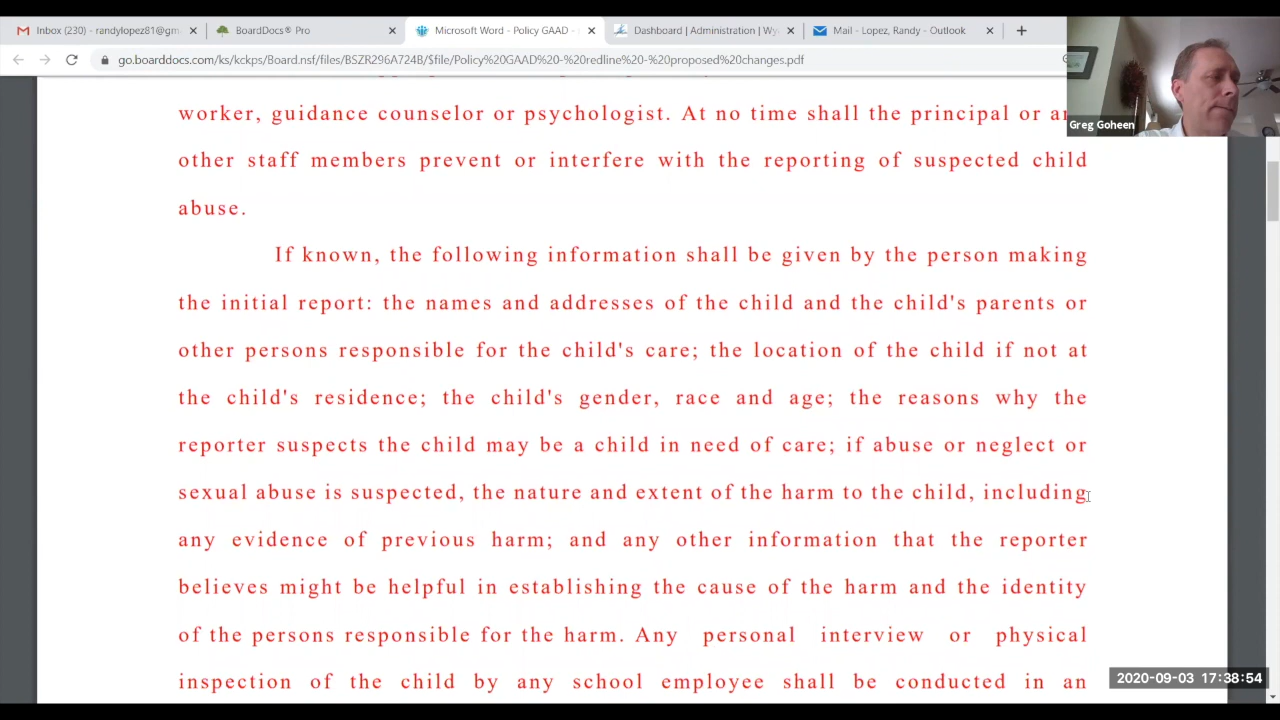 Inbox (230) - randylopez81@gm
BoardDocs® Pro
Microsoft Word - Policy GAAD -
Dashboard | Administration | Wy
Mail - Lopez, Randy - Outlook
go.boarddocs.com/ks/kckps/Board.nsf/files/BSZR296A724B/$file/Policy%20GAAD%20-%20redline%20-%20proposed%20changes.pdf
Greg Goheen
worker, guidance counselor or psychologist. At no time shall the principal or
other staff members prevent or interfere with the reporting of suspected child
abuse.
If known, the following information shall be given by the person making
the initial report: the names and addresses of the child and the child's parents or
other persons responsible for the child's care; the location of the child if not at
the child's residence; the child's gender, race and age; the reasons why the
reporter suspects the child may be a child in need of care; if abuse or neglect or
sexual abuse is suspected, the nature and extent of the harm to the child, including
any evidence of previous harm; and any other information that the reporter
believes might be helpful in establishing the cause of the harm and the identity
of the persons responsible for the harm. Any personal interview or physical
inspection of the child by any school employee shall be conducted in an
2020-09-03 17:38:54